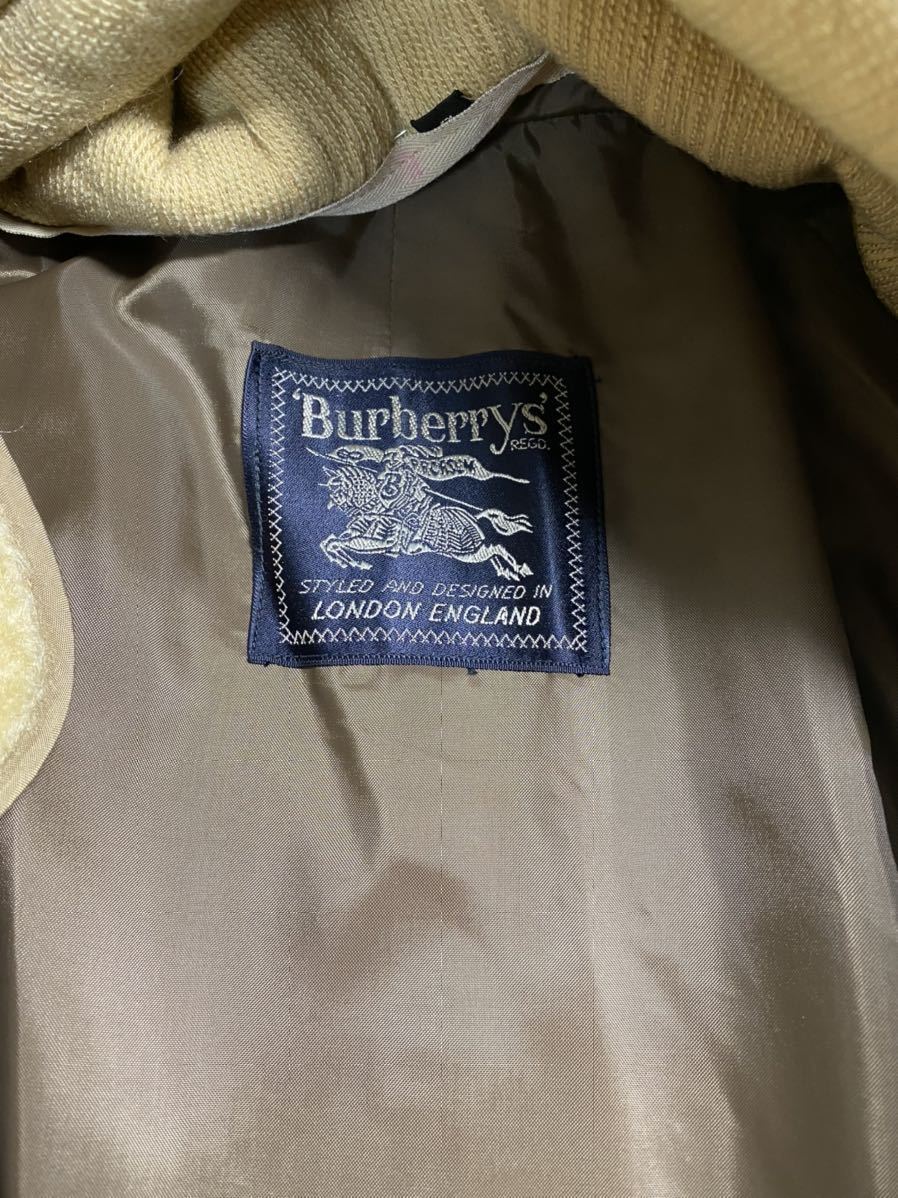 'Burberrys'
REGD.
PRORSUM
B
STYLED AND DESIGNED IN
LONDON ENGLAND